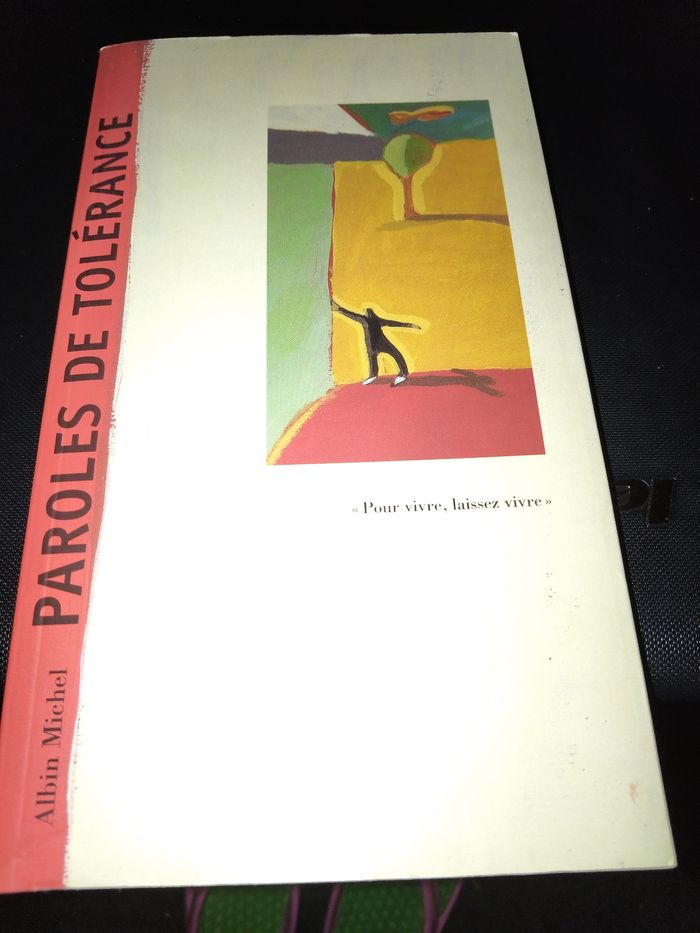 PAROLES DE TOLÉRANCE
Albin Michel
« Pour vivre, laissez vivre »